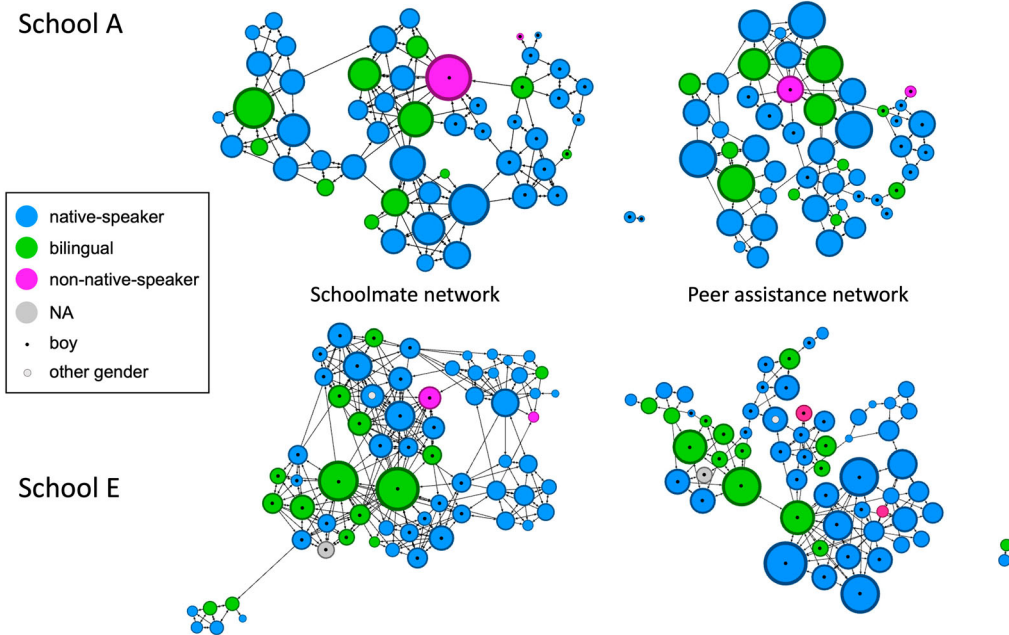 School A
native-speaker
bilingual
non-native-speaker
NA
boy
other gender
Schoolmate network
Peer assistance network
School E